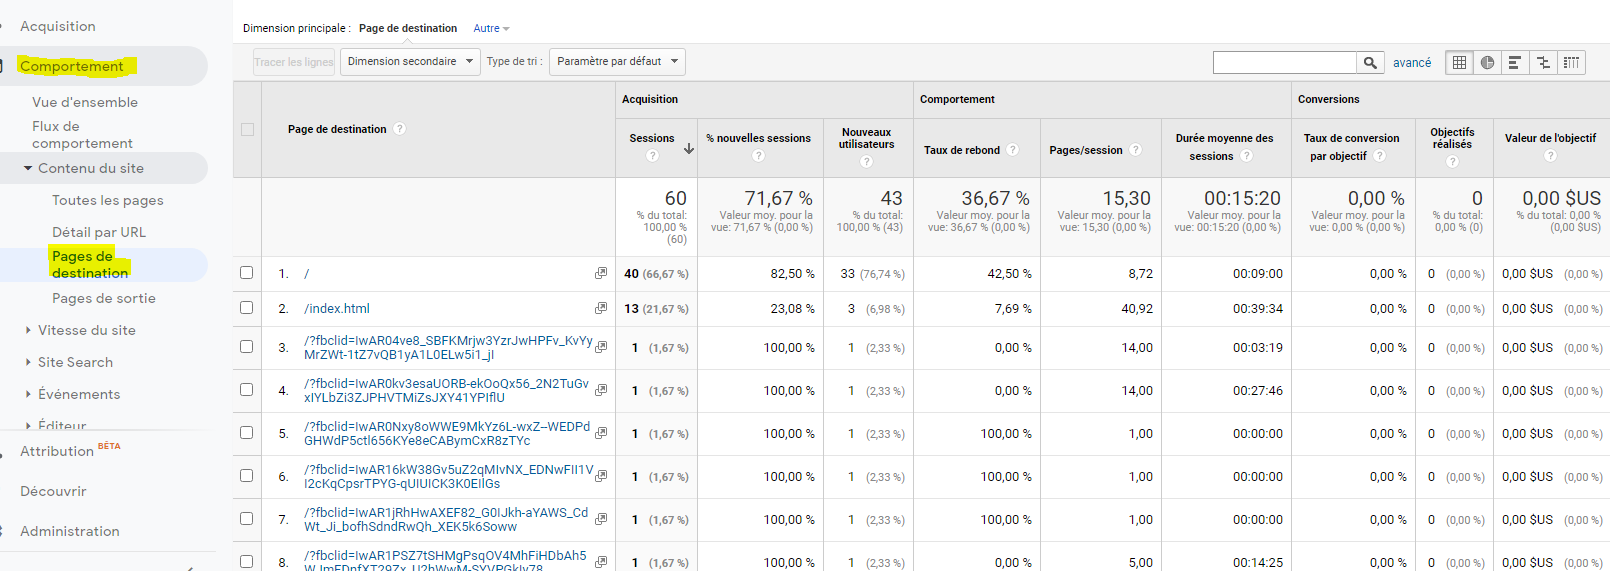 Acquisition
Comportement
Vue d'ensemble
Flux de
comportement
Contenu du site
Toutes les pages
Détail par URL
Pages de
destination
Pages de sortie
Vitesse du site
Site Search
Événements
Éditeur
Attribution BÊTA
Découvrir
Administration
Dimension principale : Page de destination Autre
Tracer les lignes Dimension secondaire Type de tri : Paramètre par défaut avancé
Acquisition Comportement Conversions
Page de destination ? Sessions ? % nouvelles sessions ? Nouveaux utilisateurs ? Taux de rebond ? Pages/session ? Durée moyenne des sessions ? Taux de conversion par objectif ? Objectifs réalisés ? Valeur de l'objectif ?
60 71,67 % 43 36,67 % 15,30 00:15:20 0,00 % 0 0,00 $US
% du total: 100,00 % (60) Valeur moy. pour la vue: 71,67 % (0,00 %) % du total: 100,00 % (43) Valeur moy. pour la vue: 36,67 % (0,00 %) Valeur moy. pour la vue: 15,30 (0,00 %) Valeur moy. pour la vue: 00:15:20 (0,00 %) Valeur moy. pour la vue: 0,00 % (0,00 %) % du total: 0,00 % (0) % du total: 0,00 % (0,00 $US)
1. / 40 (66,67 %) 82,50 % 33 (76,74 %) 42,50 % 8,72 00:09:00 0,00 % 0 (0,00 %) 0,00 $US (0,00 %)
2. /index.html 13 (21,67 %) 23,08 % 3 (6,98 %) 7,69 % 40,92 00:39:34 0,00 % 0 (0,00 %) 0,00 $US (0,00 %)
3. /?fbclid=IwAR04ve8_SBFKMrjw3YzrJwHPFv_KvYy
MrZWt-1tZ7vQB1yA1L0ELw5i1_jI 1 (1,67 %) 100,00 % 1 (2,33 %) 0,00 % 14,00 00:03:19 0,00 % 0 (0,00 %) 0,00 $US (0,00 %)
4. /?fbclid=IwAR0kv3esaUORB-ekOoQx56_2N2TuGv
xIYLbZi3ZJPHVTMiZsJXY41YPIflU 1 (1,67 %) 100,00 % 1 (2,33 %) 0,00 % 14,00 00:27:46 0,00 % 0 (0,00 %) 0,00 $US (0,00 %)
5. /?fbclid=IwAR0Nxy8oWWE9MkYz6L-wxZ--WEDPd
GHWdP5ctl656KYe8eCABymCxR8zTYc 1 (1,67 %) 100,00 % 1 (2,33 %) 100,00 % 1,00 00:00:00 0,00 % 0 (0,00 %) 0,00 $US (0,00 %)
6. /?fbclid=IwAR16kW38Gv5uZ2qMIvNX_EDNwFII1V
I2cKqCpsrTPYG-qUIUICK3K0EIlGs 1 (1,67 %) 100,00 % 1 (2,33 %) 100,00 % 1,00 00:00:00 0,00 % 0 (0,00 %) 0,00 $US (0,00 %)
7. /?fbclid=IwAR1jRhHwAXEF82_G0IJkh-aYAWS_Cd
Wt_Ji_bofhSdndRwQh_XEK5k6Soww 1 (1,67 %) 100,00 % 1 (2,33 %) 100,00 % 1,00 00:00:00 0,00 % 0 (0,00 %) 0,00 $US (0,00 %)
8. /?fbclid=IwAR1PSZ7tSHMgPsqOV4MhFiHDbAh5
1 (1,67 %) 100,00 % 1 (2,33 %) 0,00 % 5,00 00:14:25 0,00 % 0 (0,00 %) 0,00 $US (0,00 %)